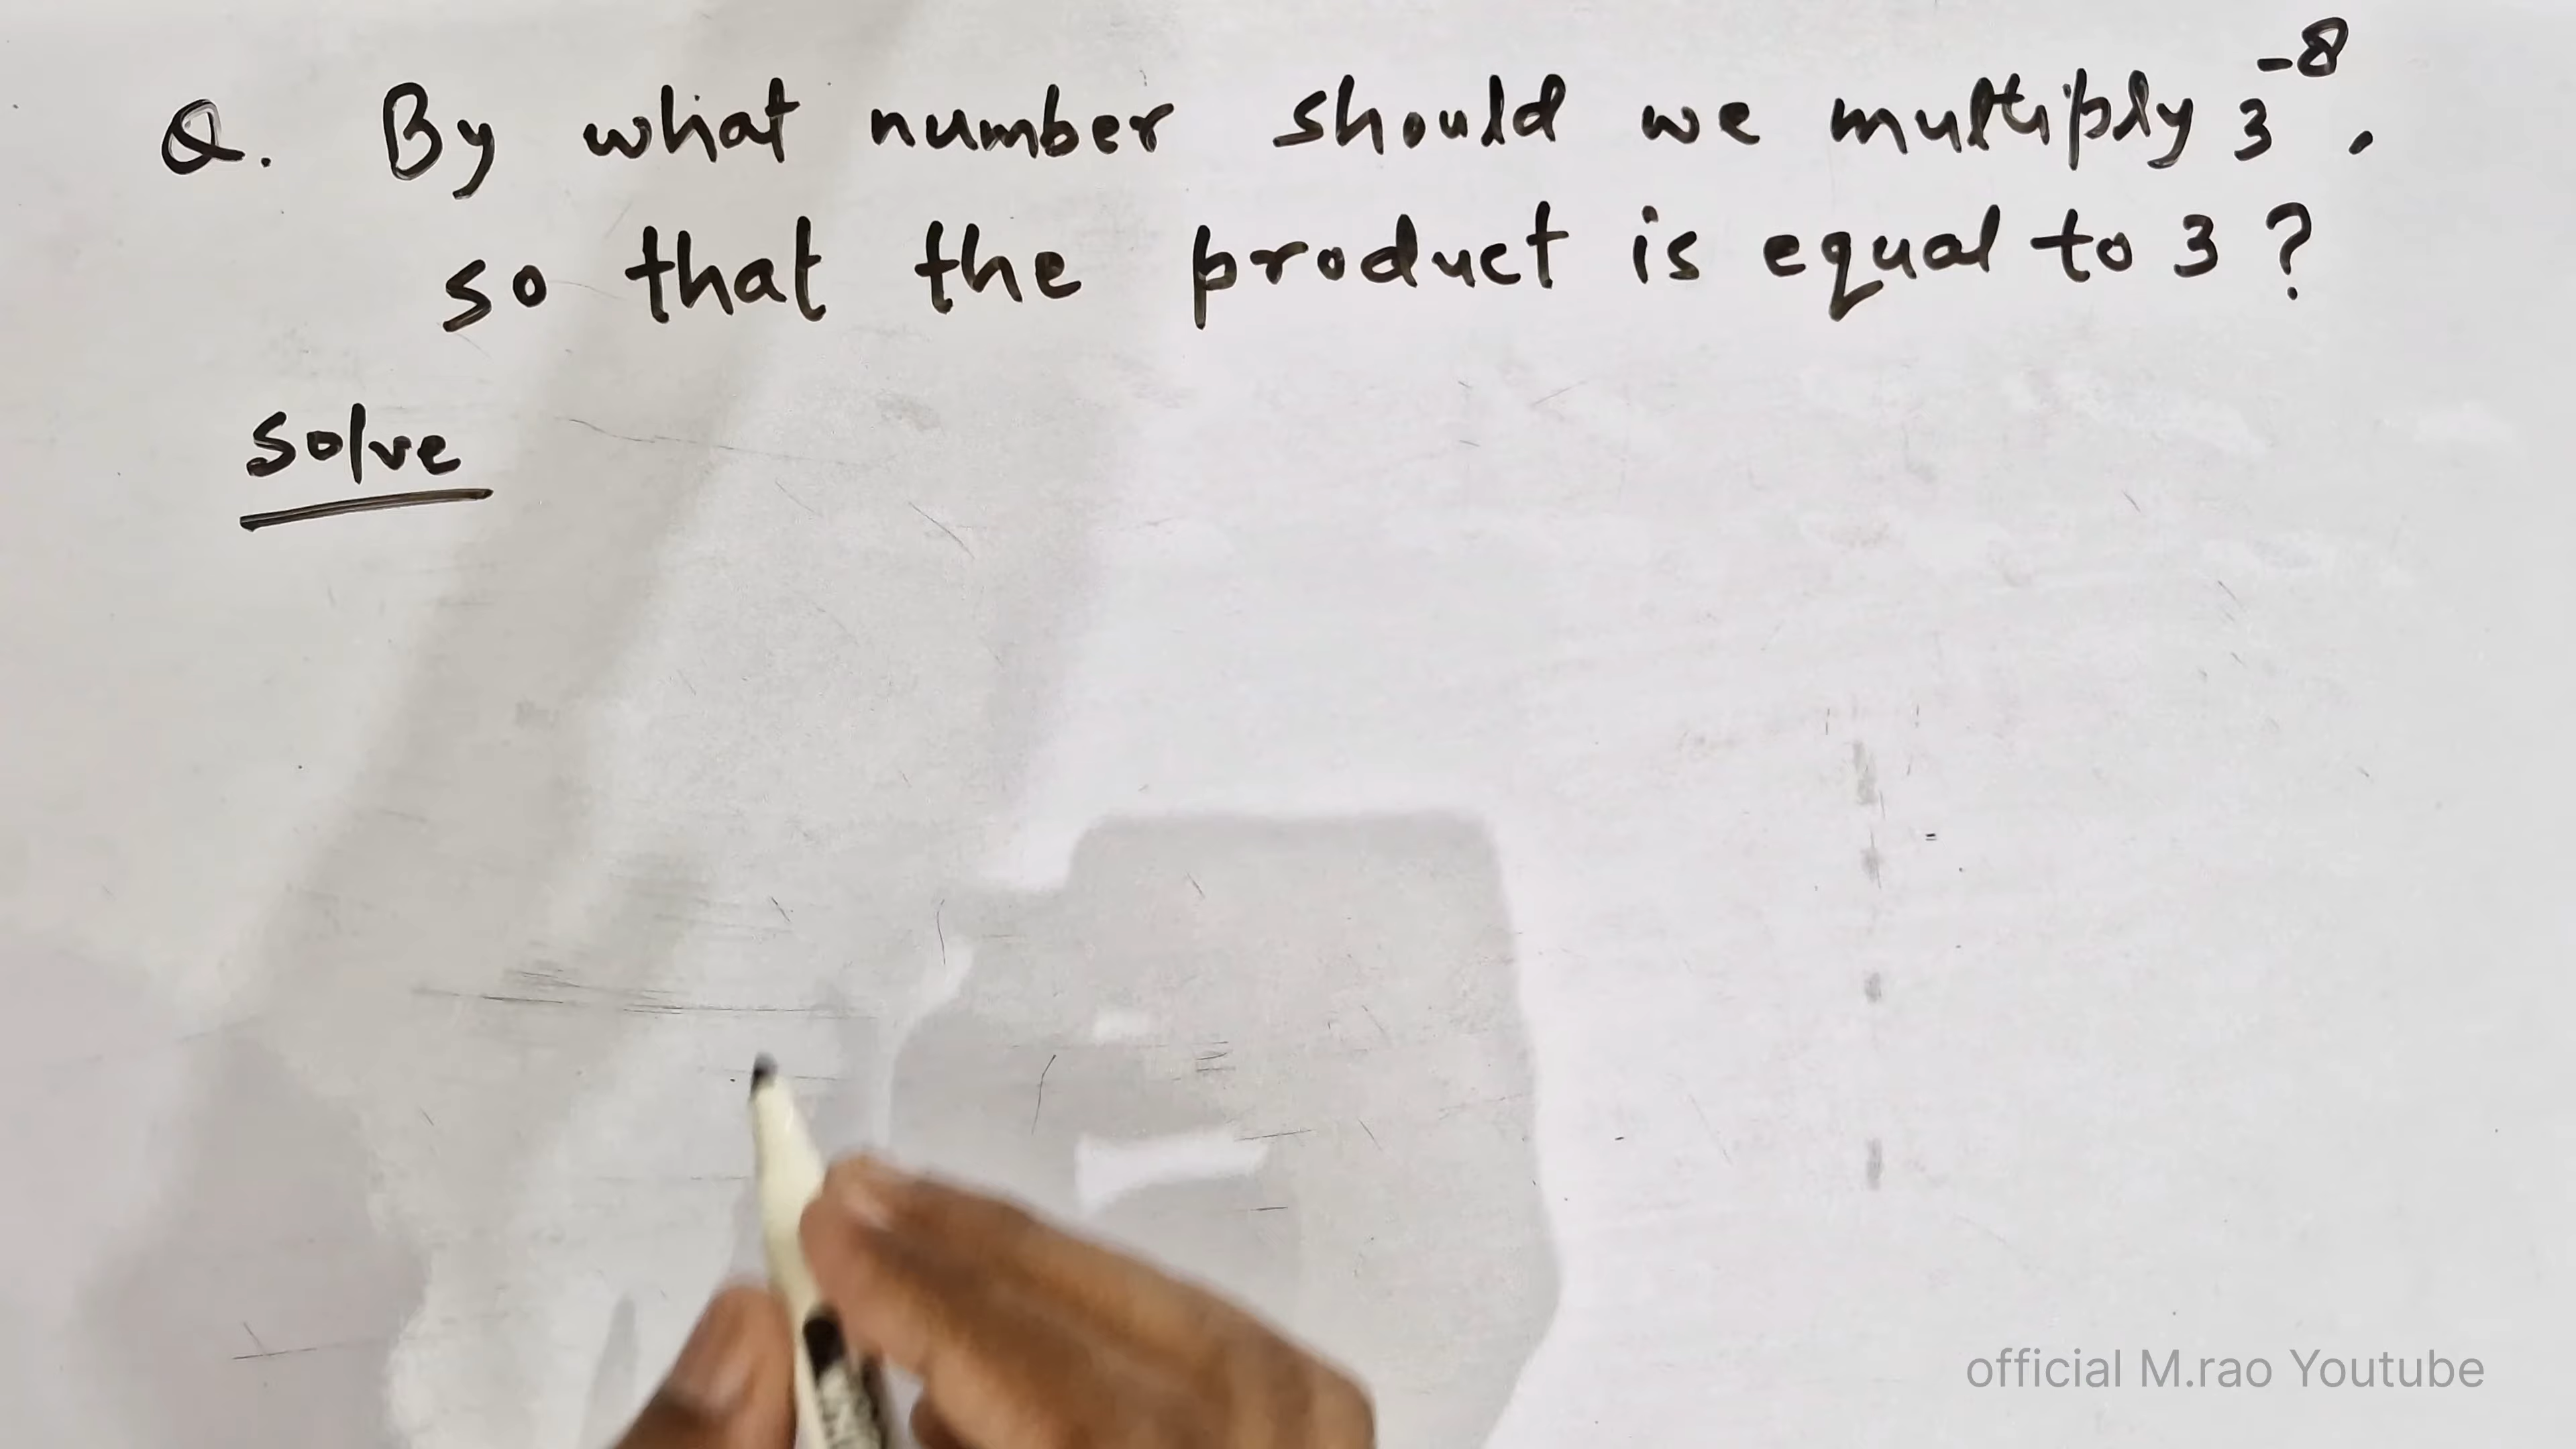 Q. By what number should we multiply 3⁻⁸,
so that the product is equal to 3 ?
Solve
official M.rao Youtube